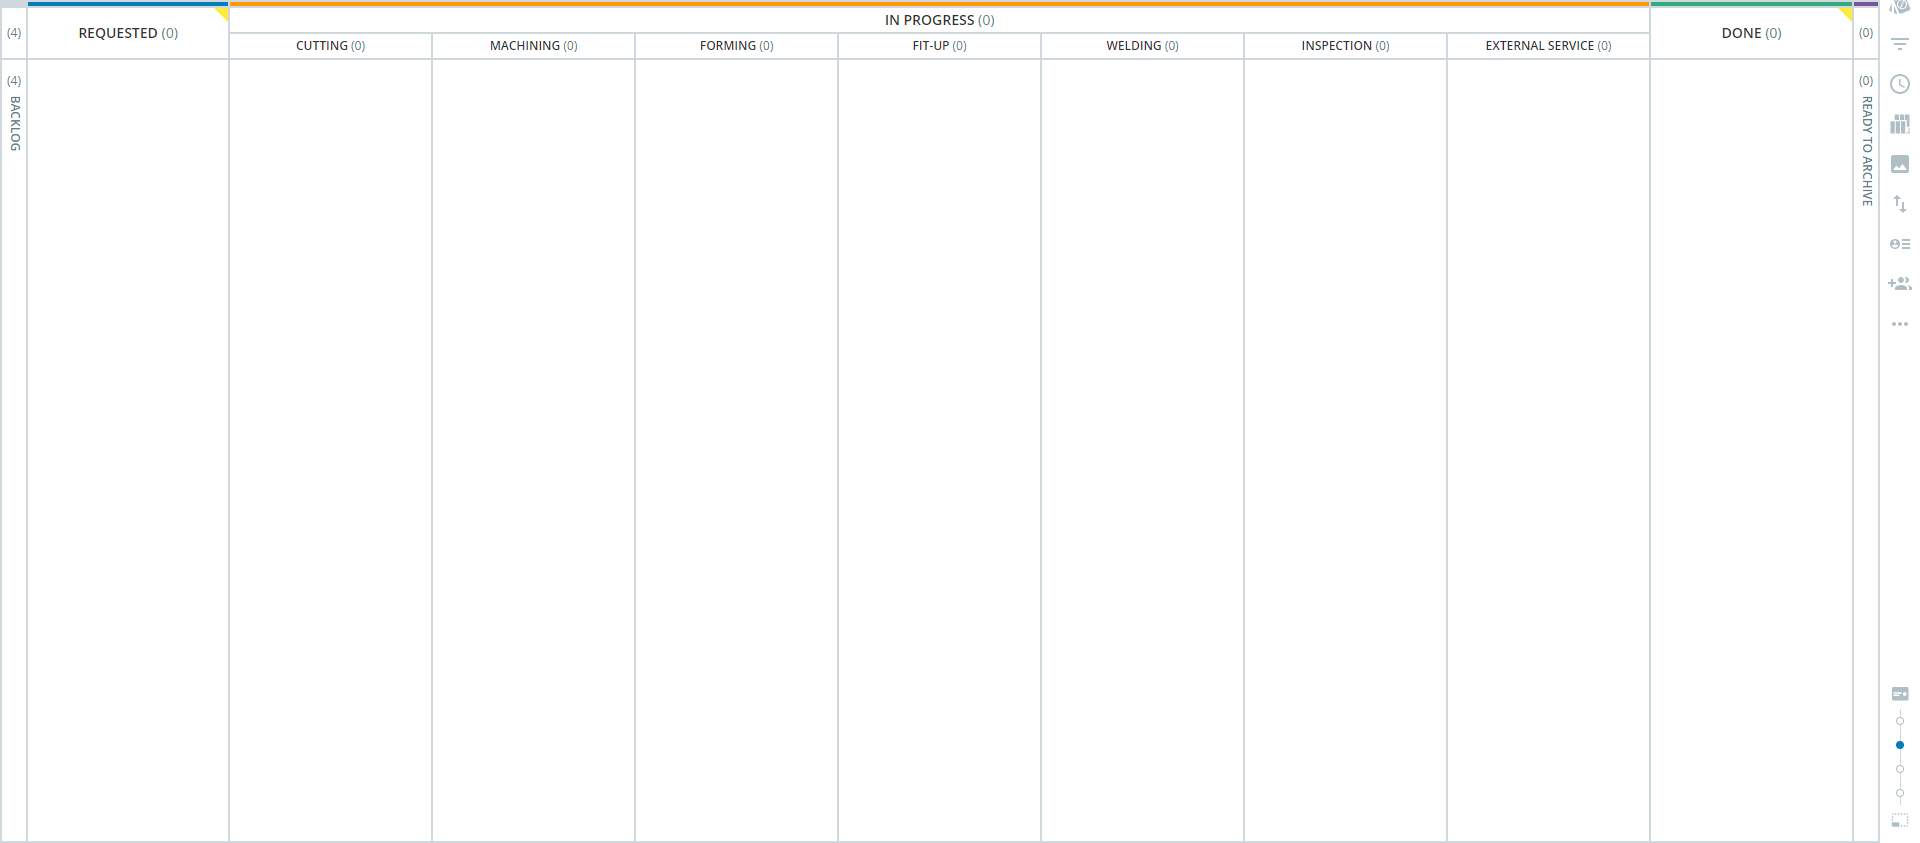 (4)
REQUESTED (0)
IN PROGRESS (0)
DONE (0)
(0)
CUTTING (0)
MACHINING (0)
FORMING (0)
FIT-UP (0)
WELDING (0)
INSPECTION (0)
EXTERNAL SERVICE (0)
(4)
BACKLOG
(0)
READY TO ARCHIVE